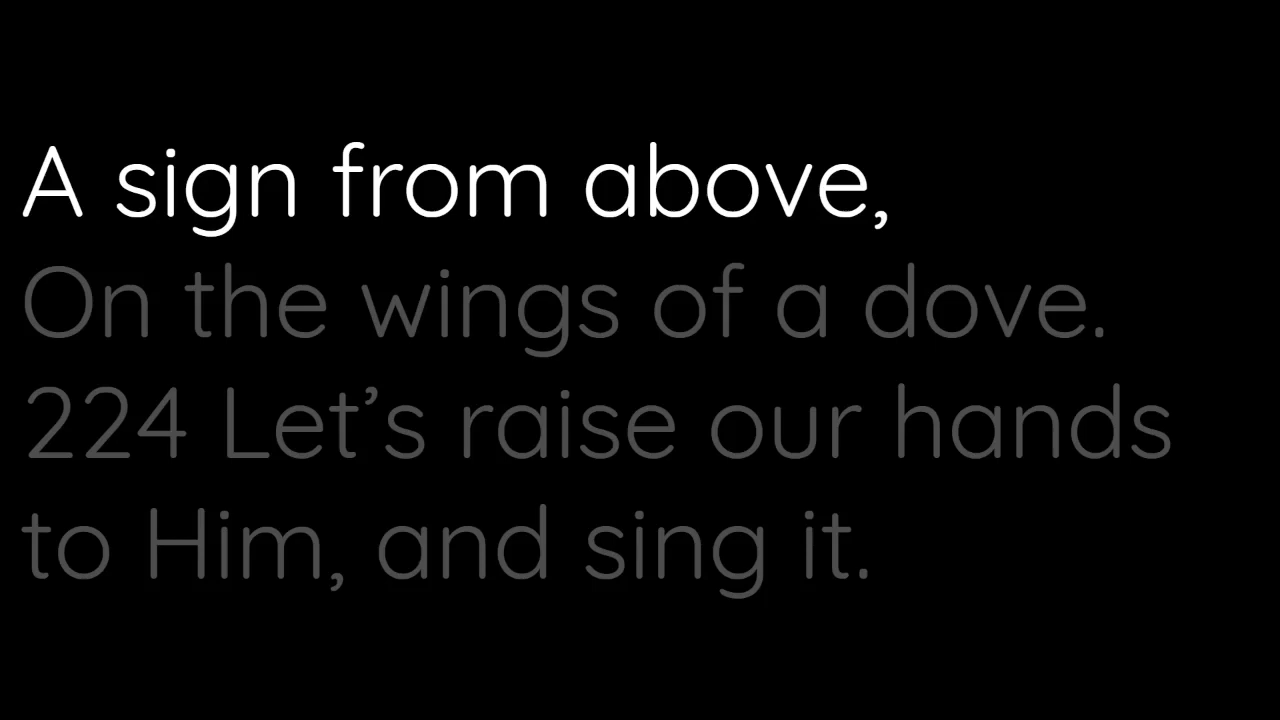 A sign from above,
On the wings of a dove.
224 Let’s raise our hands
to Him, and sing it.